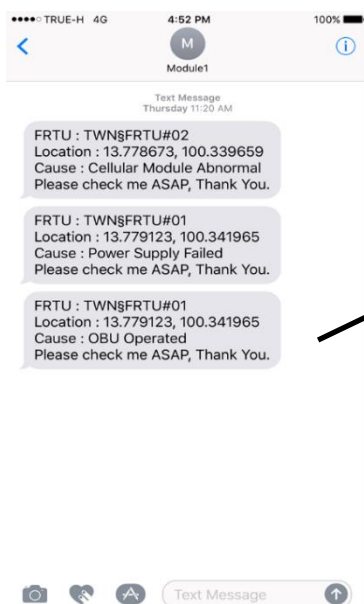 TRUE-H 4G 4:52 PM 100%
M
Module1
Text Message
Thursday 11:20 AM
FRTU : TWN§FRTU#02
Location : 13.778673, 100.339659
Cause : Cellular Module Abnormal
Please check me ASAP, Thank You.
FRTU : TWN§FRTU#01
Location : 13.779123, 100.341965
Cause : Power Supply Failed
Please check me ASAP, Thank You.
FRTU : TWN§FRTU#01
Location : 13.779123, 100.341965
Cause : OBU Operated
Please check me ASAP, Thank You.
Text Message